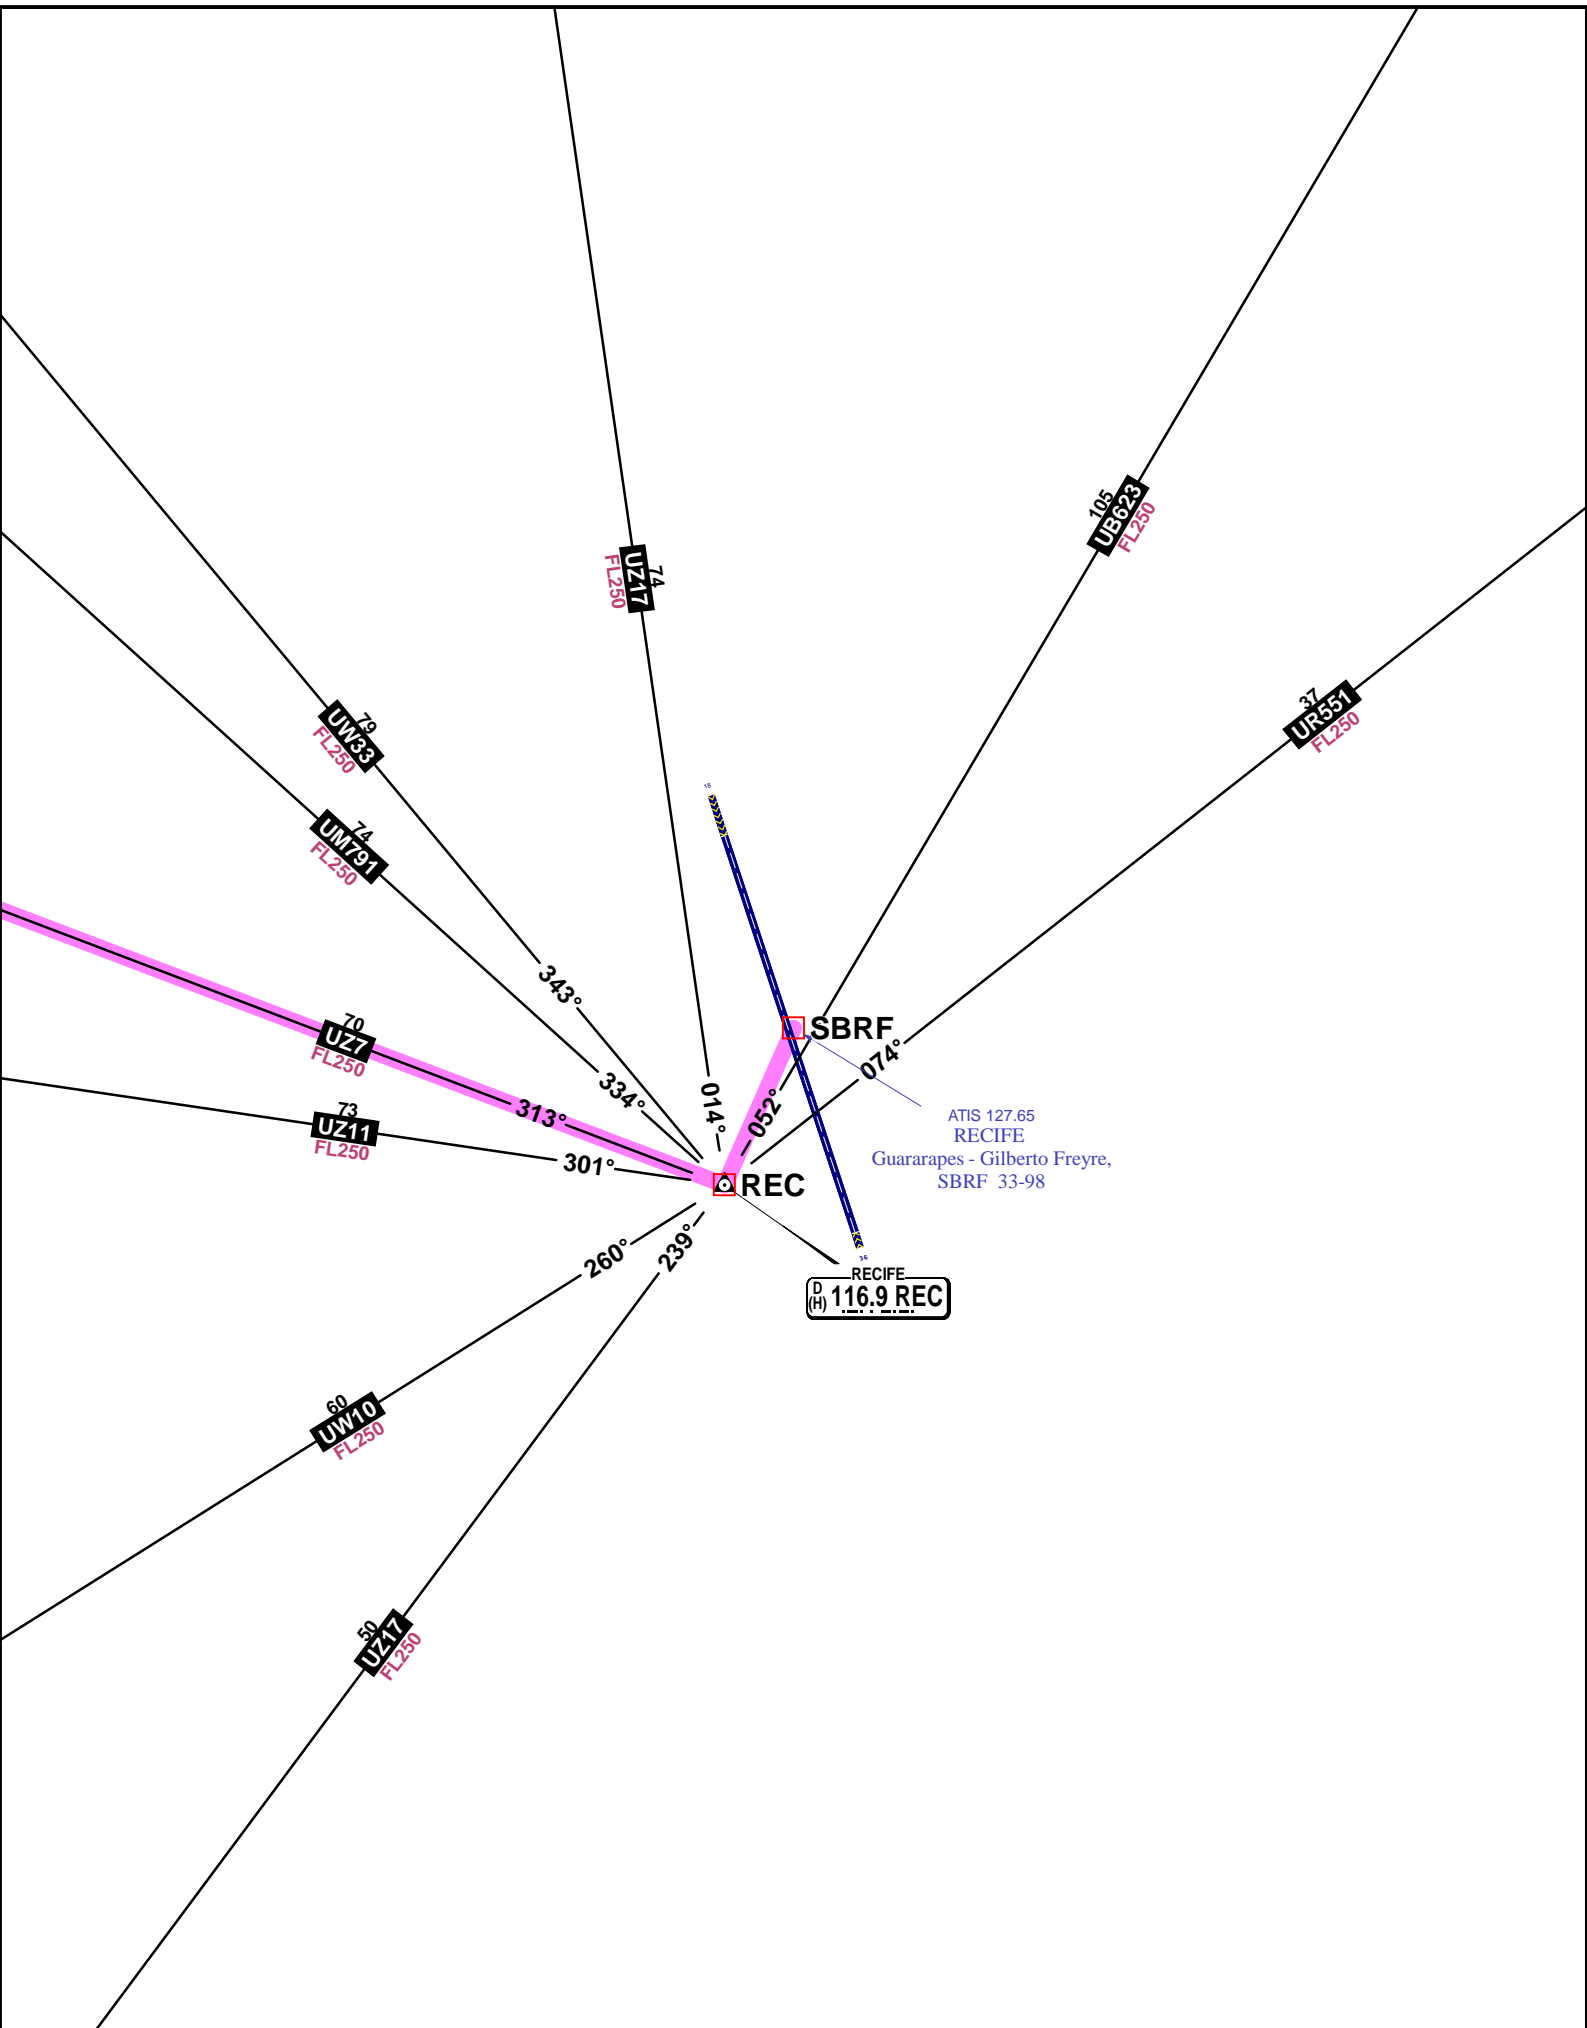 105
UB623
FL250
74
UZ17
FL250
37
UR551
FL250
79
UW33
FL250
74
UM791
FL250
18
343°
70
UZ7
FL250
SBRF
074°
334°
014°
052°
313°
73
UZ11
FL250
301°
ATIS 127.65
RECIFE
Guararapes - Gilberto Freyre,
SBRF 33-98
REC
239°
260°
36
RECIFE
D
(H) 116.9 REC
60
UW10
FL250
50
UZ17
FL250